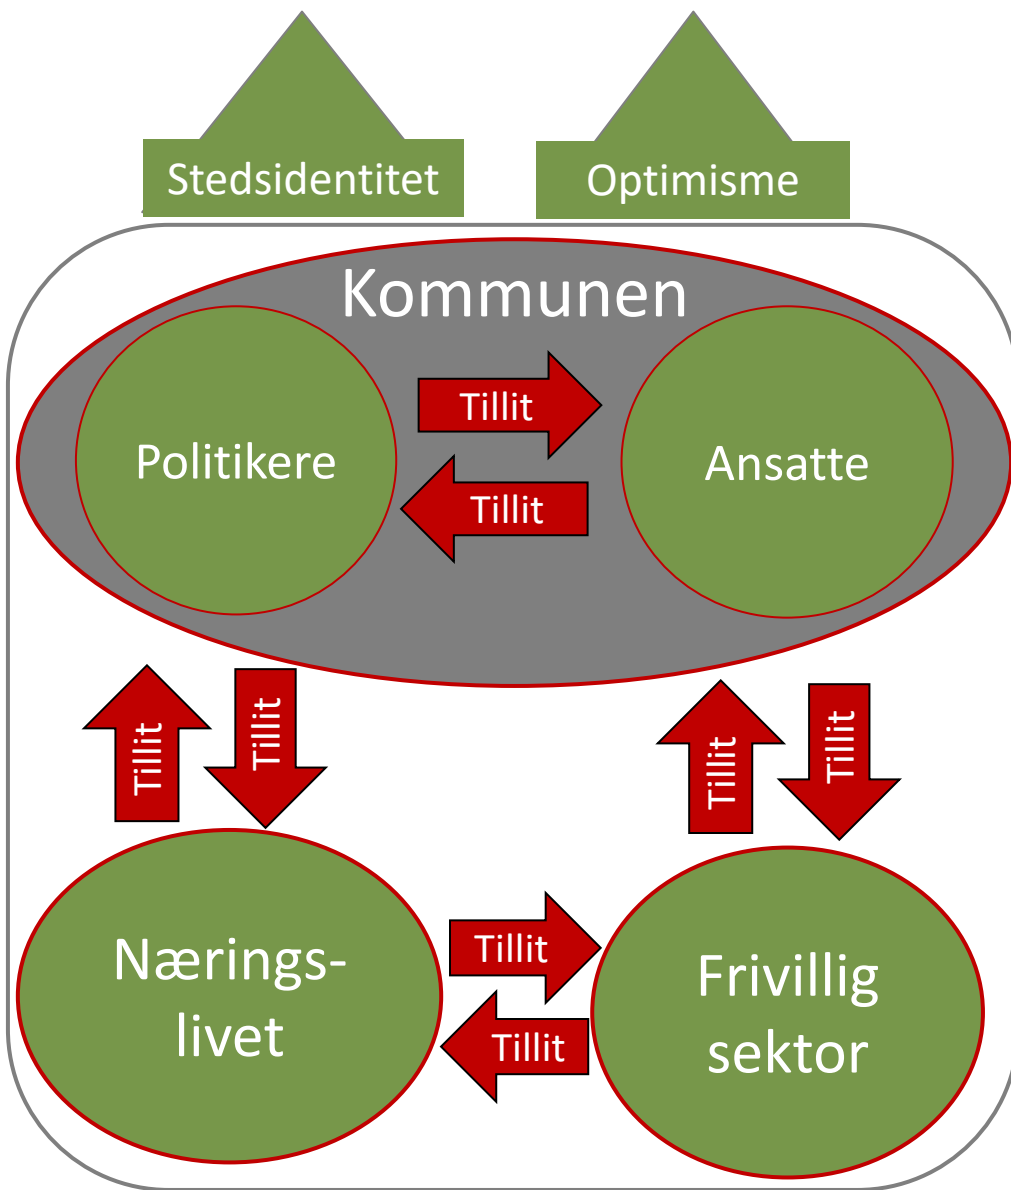 Stedsidentitet
Optimisme
Kommunen
Politikere
Tillit
Tillit
Ansatte
Tillit
Tillit
Tillit
Tillit
Nærings-
livet
Tillit
Tillit
Frivillig
sektor